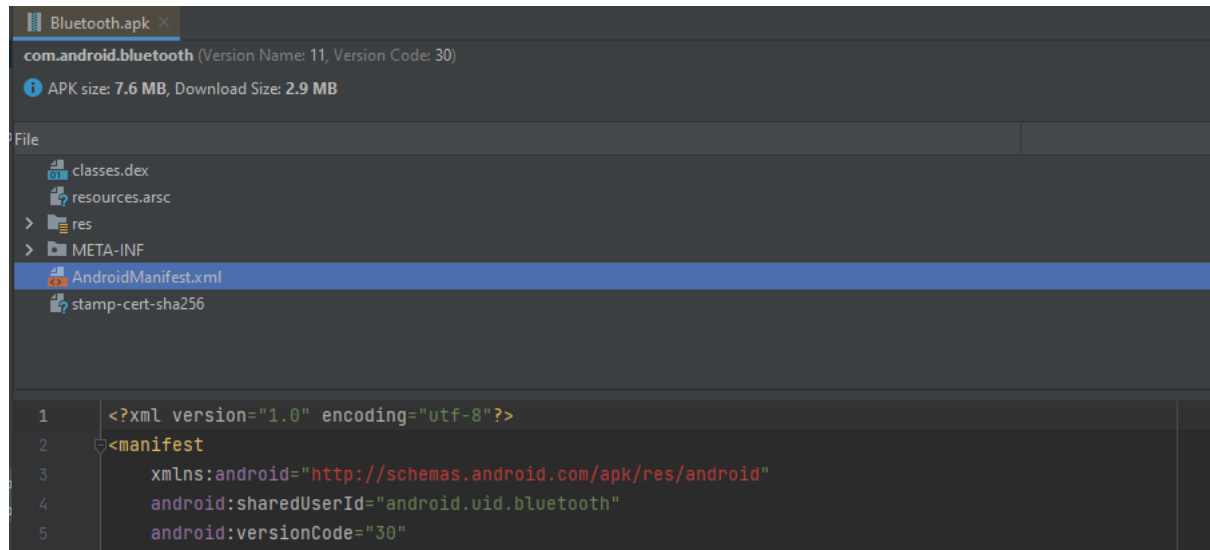 Bluetooth.apk
com.android.bluetooth (Version Name: 11, Version Code: 30)
APK size: 7.6 MB, Download Size: 2.9 MB
File
classes.dex
resources.arsc
res
META-INF
AndroidManifest.xml
stamp-cert-sha256
1 <?xml version="1.0" encoding="utf-8"?>
2 <manifest
3 xmlns:android="http://schemas.android.com/apk/res/android"
4 android:sharedUserId="android.uid.bluetooth"
5 android:versionCode="30"